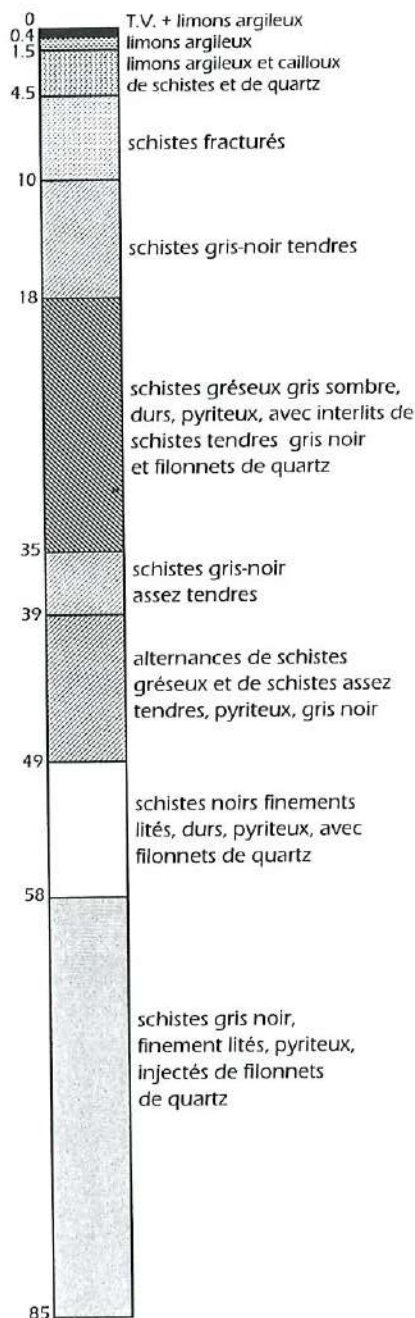 0
T.V. + limons argileux
0.4
limons argileux
1.5
limons argileux et cailloux
de schistes et de quartz
4.5
schistes fracturés
10
schistes gris-noir tendres
18
schistes gréseux gris sombre,
durs, pyriteux, avec interlits de
schistes tendres gris noir
et filonnets de quartz
35
schistes gris-noir
assez tendres
39
alternances de schistes
gréseux et de schistes assez
tendres, pyriteux, gris noir
49
schistes noirs finements
lités, durs, pyriteux, avec
filonnets de quartz
58
schistes gris noir,
finement lités, pyriteux,
injectés de filonnets
de quartz
85